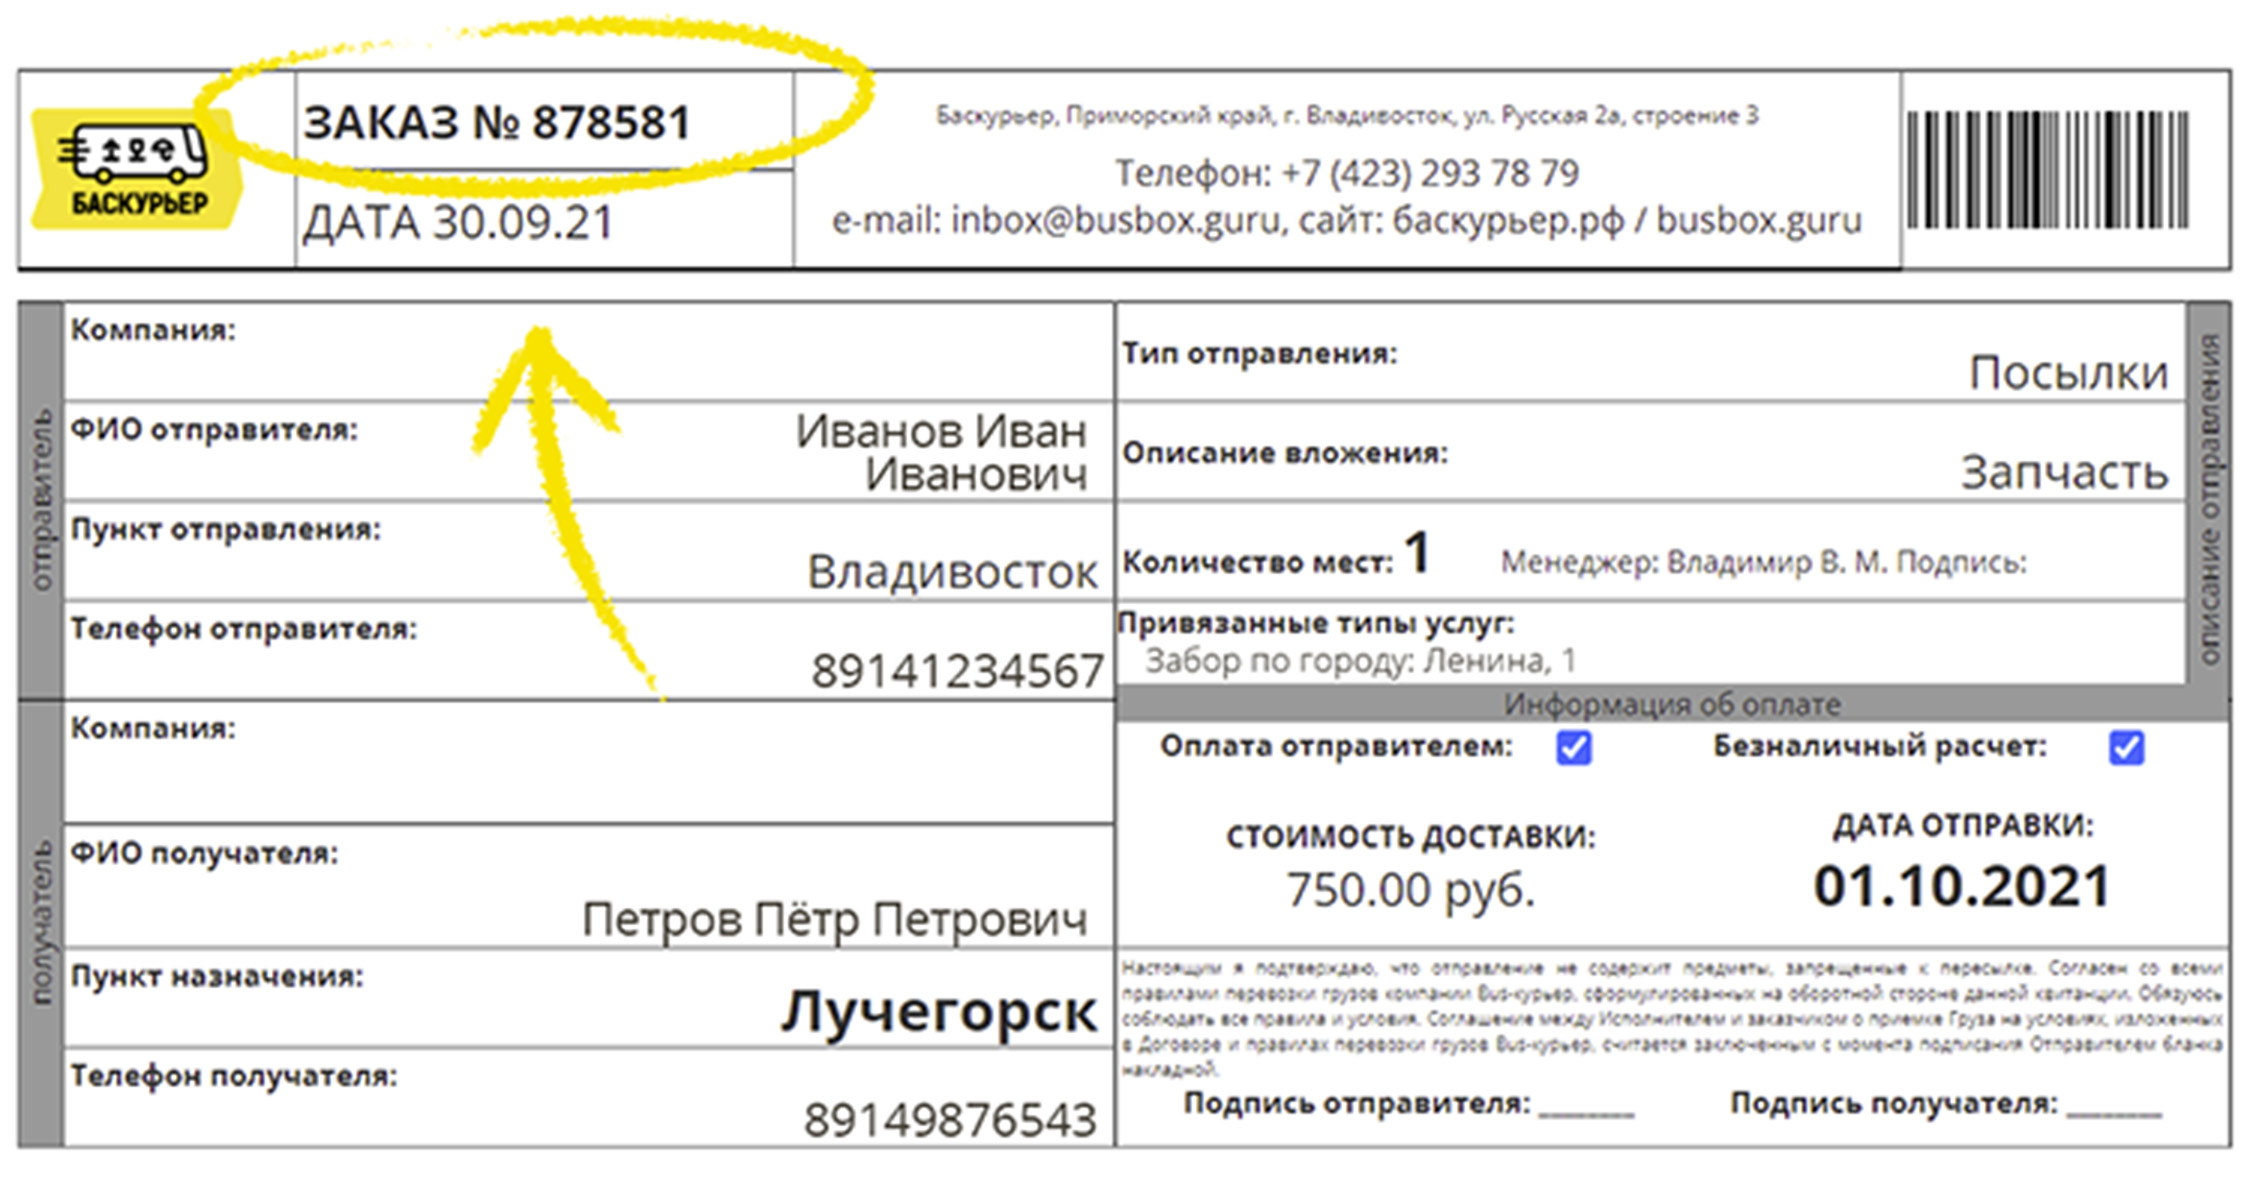 БАСКУРЬЕР
ЗАКАЗ № 878581
ДАТА 30.09.21
Баскурьер, Приморский край, г. Владивосток, ул. Русская 2а, строение 3
Телефон: +7 (423) 293 78 79
e-mail: inbox@busbox.guru, сайт: баскурьер.рф / busbox.guru
отправитель
Компания:
ФИО отправителя:
Иванов Иван
Иванович
Пункт отправления:
Владивосток
Телефон отправителя:
89141234567
получатель
Компания:
ФИО получателя:
Петров Пётр Петрович
Пункт назначения:
Лучегорск
Телефон получателя:
89149876543
описание отправления
Тип отправления:
Посылки
Описание вложения:
Запчасть
Количество мест: 1 Менеджер: Владимир В. М. Подпись:
Привязанные типы услуг:
Забор по городу: Ленина, 1
Информация об оплате
Оплата отправителем: Безналичный расчет:
СТОИМОСТЬ ДОСТАВКИ:
750.00 руб.
ДАТА ОТПРАВКИ:
01.10.2021
Настоящим я подтверждаю, что отправление не содержит предметы, запрещенные к пересылке. Согласен со всеми
правилами перевозки грузов компании Bus-курьер, сформулированных на оборотной стороне данной квитанции. Обязуюсь
соблюдать все правила и условия. Соглашение между Исполнителем и заказчиком о приемке Груза на условиях, изложенных
в Договоре и правилах перевозки грузов Bus-курьер, считается заключенным с момента подписания Отправителем бланка
накладной.
Подпись отправителя: _______ Подпись получателя: _______